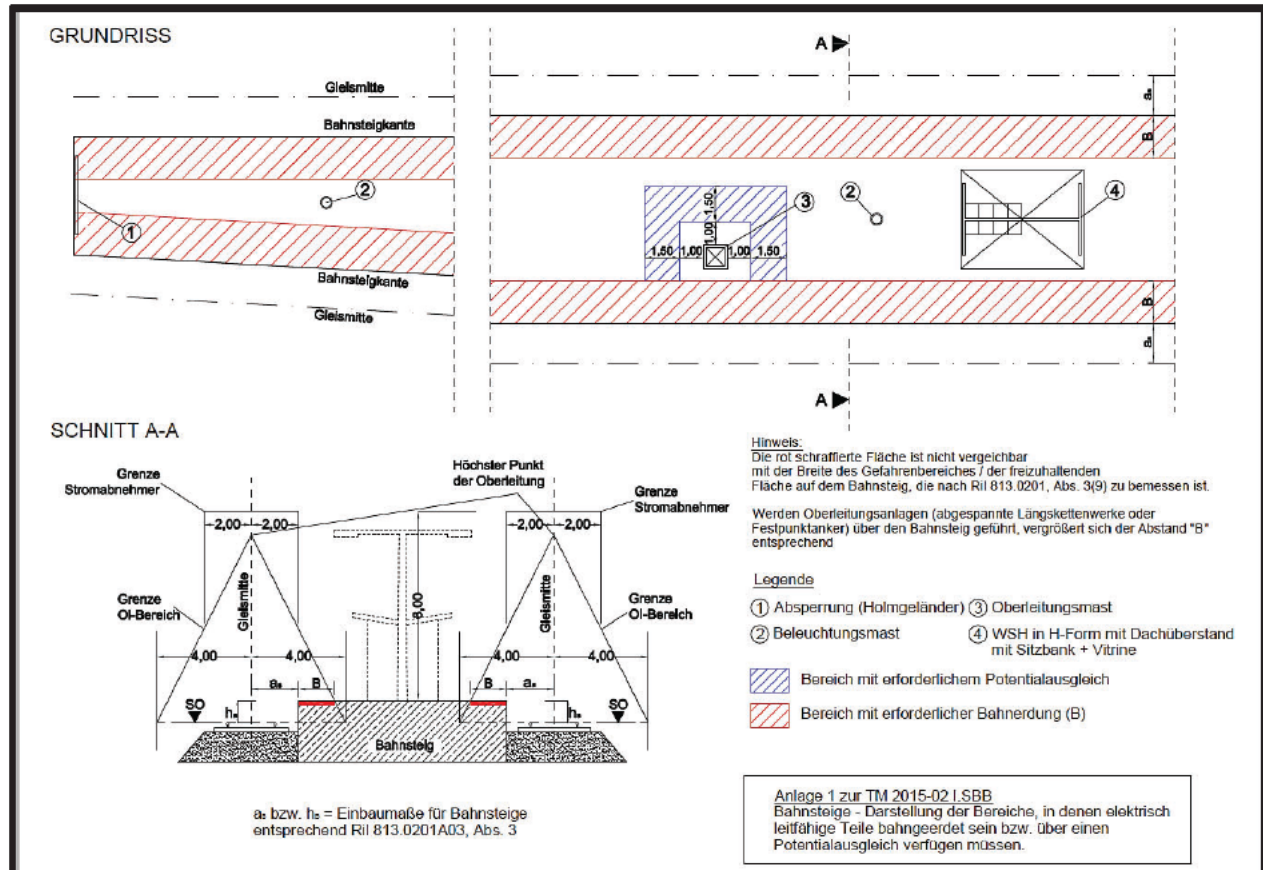 GRUNDRISS
A
Gleismitte
Bahnsteigkante
2
1
Bahnsteigkante
Gleismitte
aₛ
B
1,50
1,00
3
2
4
1,50 1,00 1,00 1,50
B
aₛ
A
SCHNITT A-A
Grenze
Stromabnehmer
Höchster Punkt
der Oberleitung
Grenze
Stromabnehmer
2,00 2,00
2,00 2,00
Gleismitte
8,00
Gleismitte
Grenze
Ol-Bereich
Grenze
Ol-Bereich
4,00 4,00
4,00 4,00
aₛ B
B aₛ
SO
hₛ
hₛ
SO
Bahnsteig
aₛ bzw. hₛ = Einbaumaße für Bahnsteige
entsprechend Ril 813.0201A03, Abs. 3
Hinweis:
Die rot schraffierte Fläche ist nicht vergeichbar
mit der Breite des Gefahrenbereiches / der freizuhaltenden
Fläche auf dem Bahnsteig, die nach Ril 813.0201, Abs. 3(9) zu bemessen ist.
Werden Oberleitungsanlagen (abgespannte Längskettenwerke oder
Festpunktanker) über den Bahnsteig geführt, vergrößert sich der Abstand "B"
entsprechend
Legende
1 Absperrung (Holmgeländer) 3 Oberleitungsmast
2 Beleuchtungsmast 4 WSH in H-Form mit Dachüberstand
mit Sitzbank + Vitrine
Bereich mit erforderlichem Potentialausgleich
Bereich mit erforderlicher Bahnerdung (B)
Anlage 1 zur TM 2015-02 I.SBB
Bahnsteige - Darstellung der Bereiche, in denen elektrisch
leitfähige Teile bahngeerdet sein bzw. über einen
Potentialausgleich verfügen müssen.